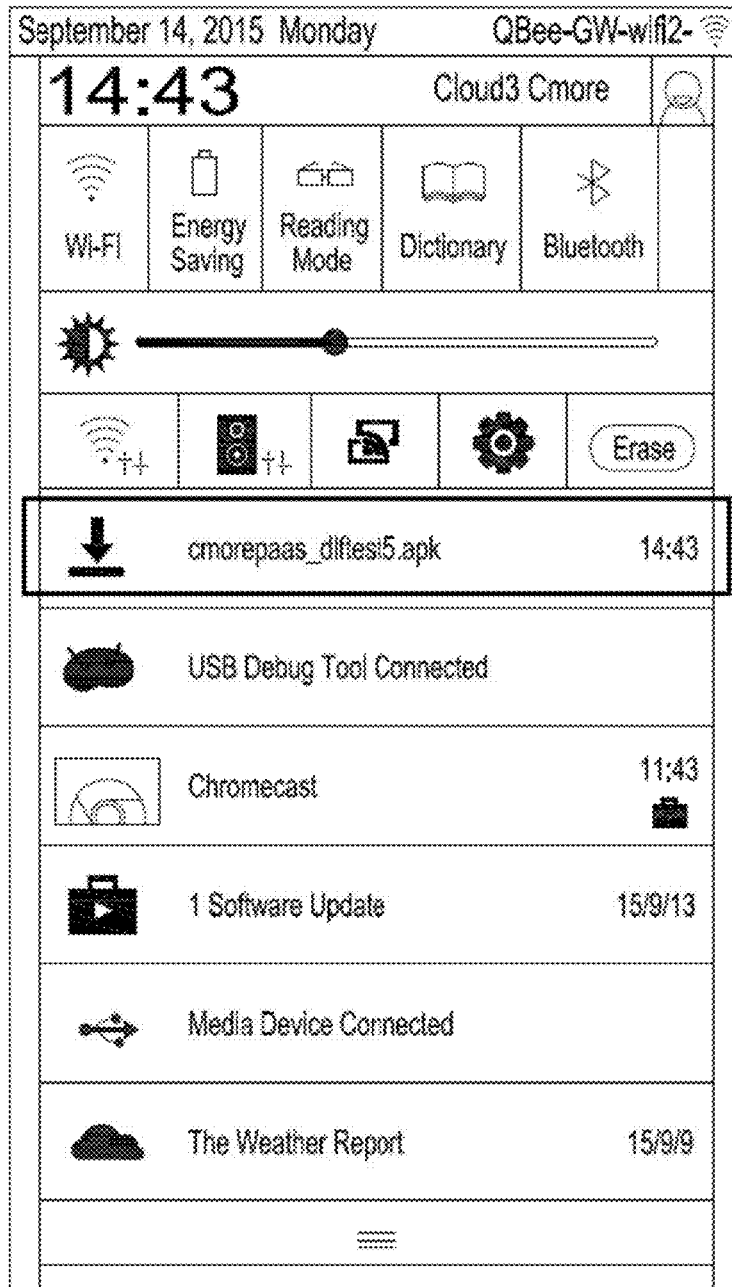 September 14, 2015 Monday QBee-GW-wifi2-
14:43 Cloud3 Cmore
Wi-Fi Energy Saving Reading Mode Dictionary Bluetooth
Erase
cmorepaas_dlftesi5.apk 14:43
USB Debug Tool Connected
Chromecast 11:43
1 Software Update 15/9/13
Media Device Connected
The Weather Report 15/9/9